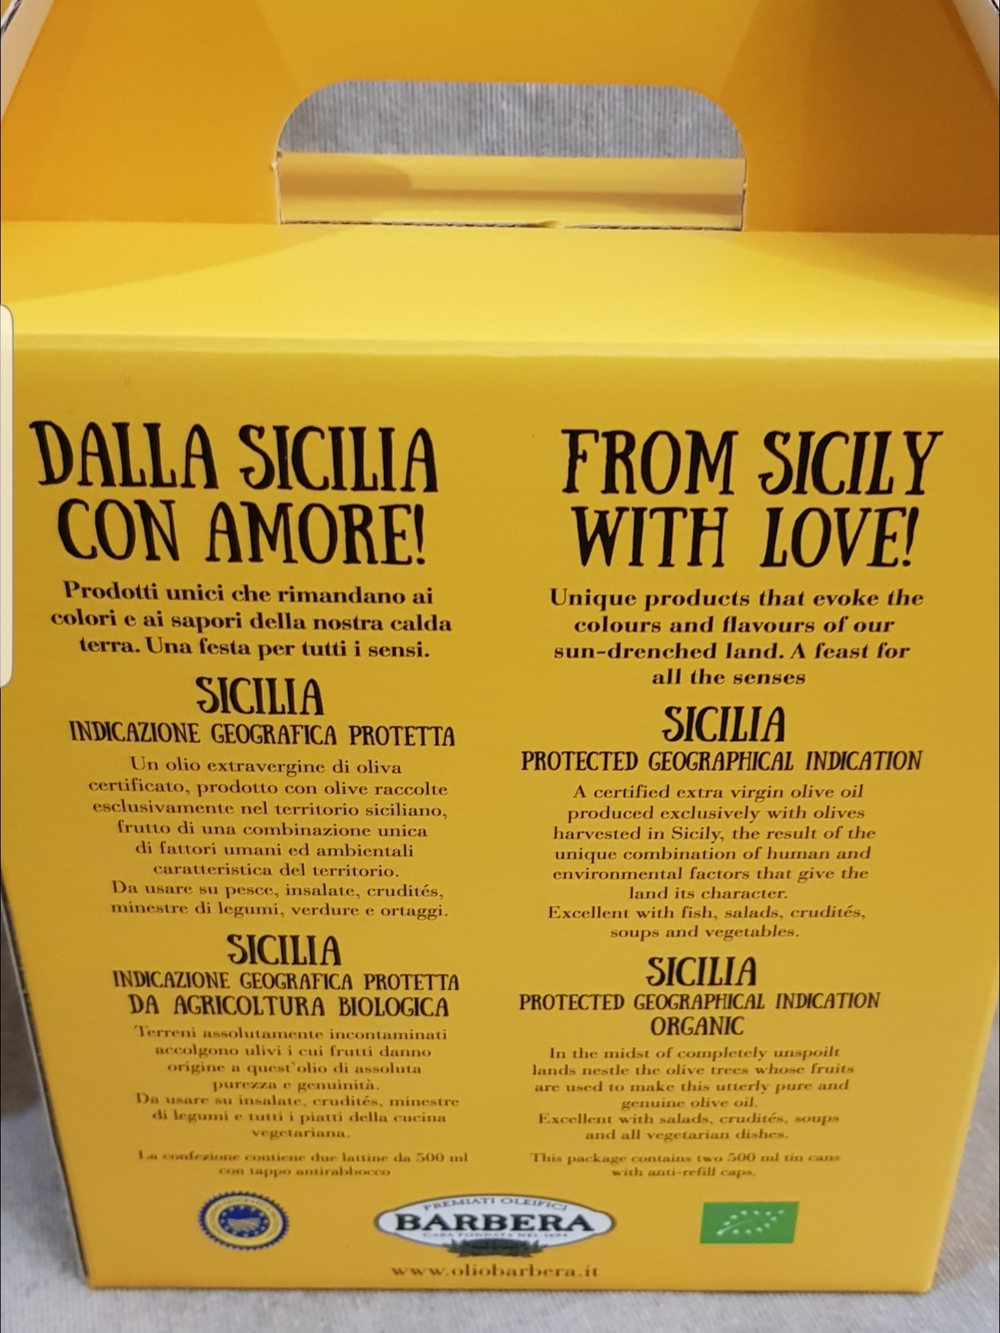 DALLA SICILIA
CON AMORE!
Prodotti unici che rimandano ai
colori e ai sapori della nostra calda
terra. Una festa per tutti i sensi.
SICILIA
INDICAZIONE GEOGRAFICA PROTETTA
Un olio extravergine di oliva
certificato, prodotto con olive raccolte
esclusivamente nel territorio siciliano,
frutto di una combinazione unica
di fattori umani ed ambientali
caratteristica del territorio.
Da usare su pesce, insalate, crudités,
minestre di legumi, verdure e ortaggi.
SICILIA
INDICAZIONE GEOGRAFICA PROTETTA
DA AGRICOLTURA BIOLOGICA
Terreni assolutamente incontaminati
accolgono ulivi i cui frutti danno
origine a quest'olio di assoluta
purezza e genuinità.
Da usare su insalate, crudités, minestre
di legumi e tutti i piatti della cucina
vegetariana.
La confezione contiene due lattine da 500 ml
con tappo antirabbocco
FROM SICILY
WITH LOVE!
Unique products that evoke the
colours and flavours of our
sun-drenched land. A feast for
all the senses
SICILIA
PROTECTED GEOGRAPHICAL INDICATION
A certified extra virgin olive oil
produced exclusively with olives
harvested in Sicily, the result of the
unique combination of human and
environmental factors that give the
land its character.
Excellent with fish, salads, crudités,
soups and vegetables.
SICILIA
PROTECTED GEOGRAPHICAL INDICATION
ORGANIC
In the midst of completely unspoilt
lands nestle the olive trees whose fruits
are used to make this utterly pure and
genuine olive oil.
Excellent with salads, crudités, soups
and all vegetarian dishes.
This package contains two 500 ml tin cans
with anti-refill caps.
PREMIATI OLEIFICI
BARBERA
CASA FONDATA NEL 1894
www.oliobarbera.it